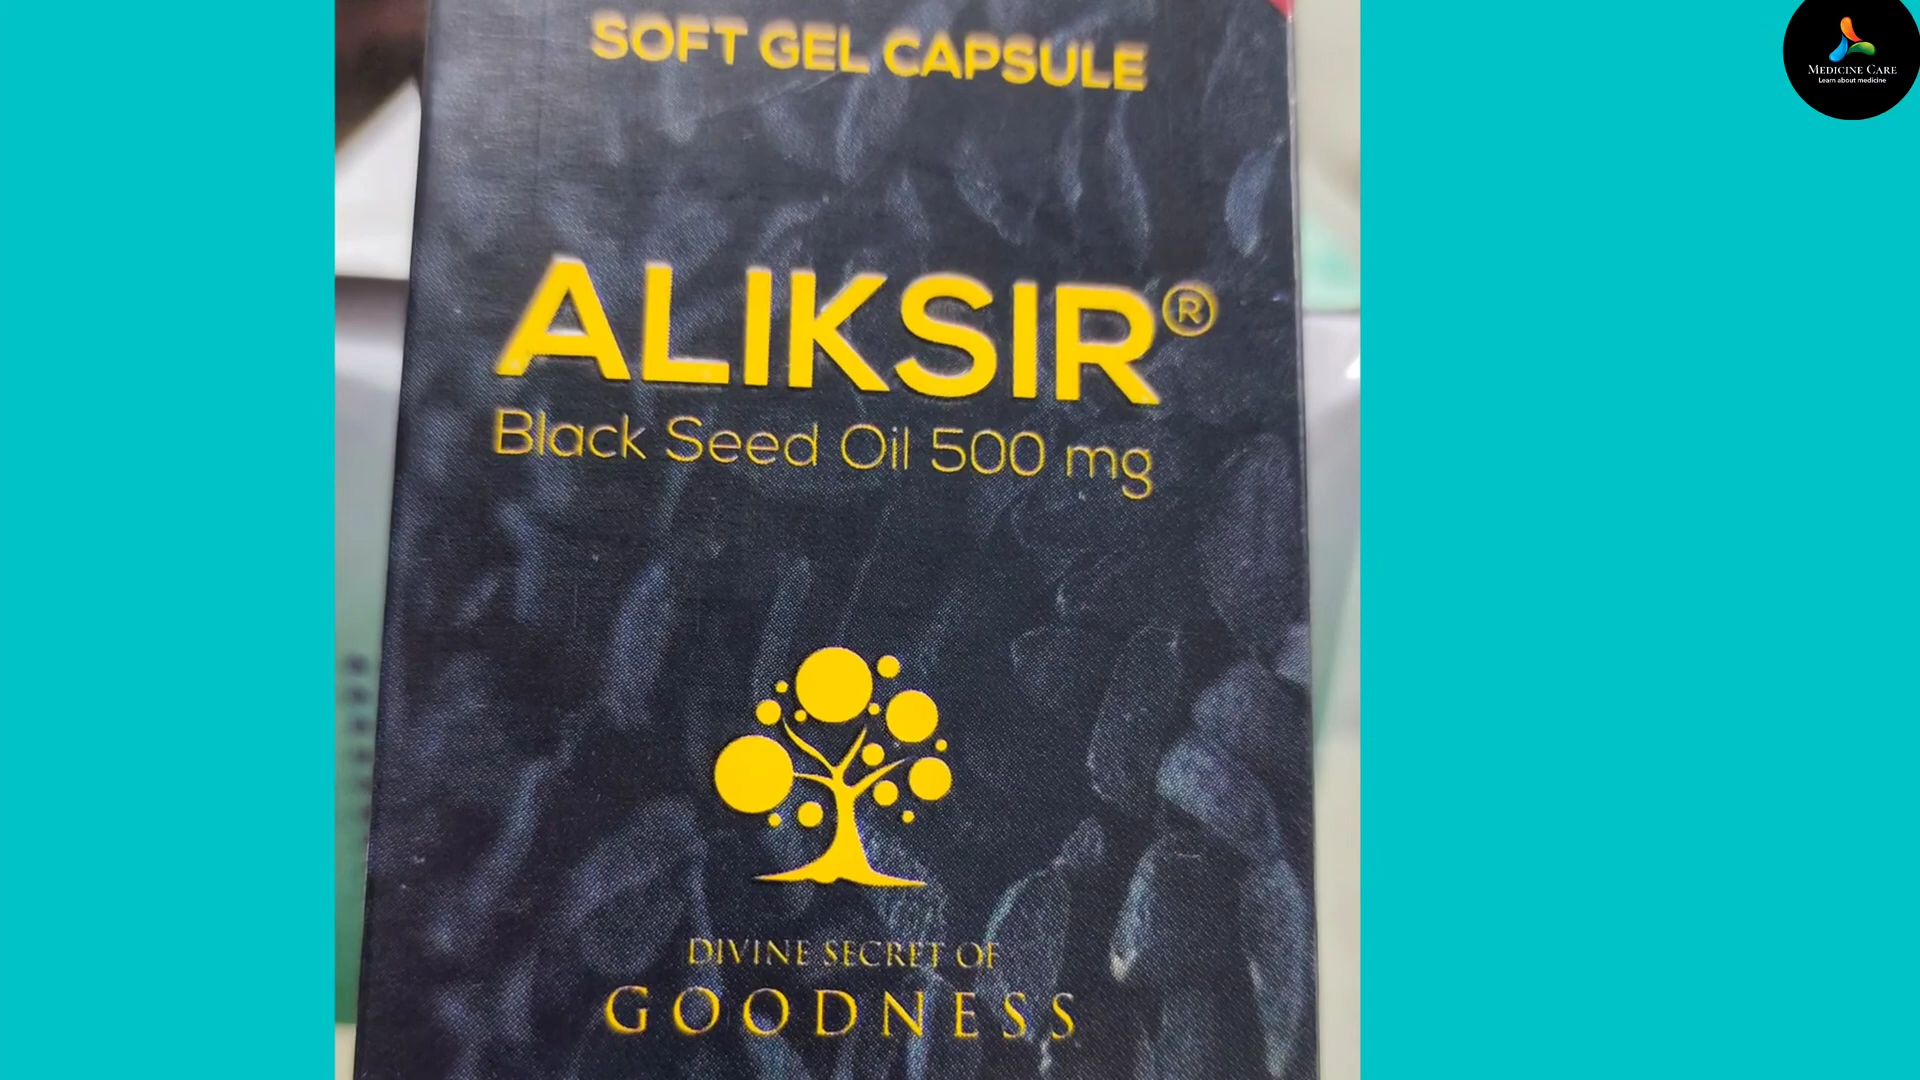 SOFT GEL CAPSULE
ALIKSIR®
Black Seed Oil 500 mg
DIVINE SECRET OF
GOODNESS
MEDICINE CARE
Learn about medicine